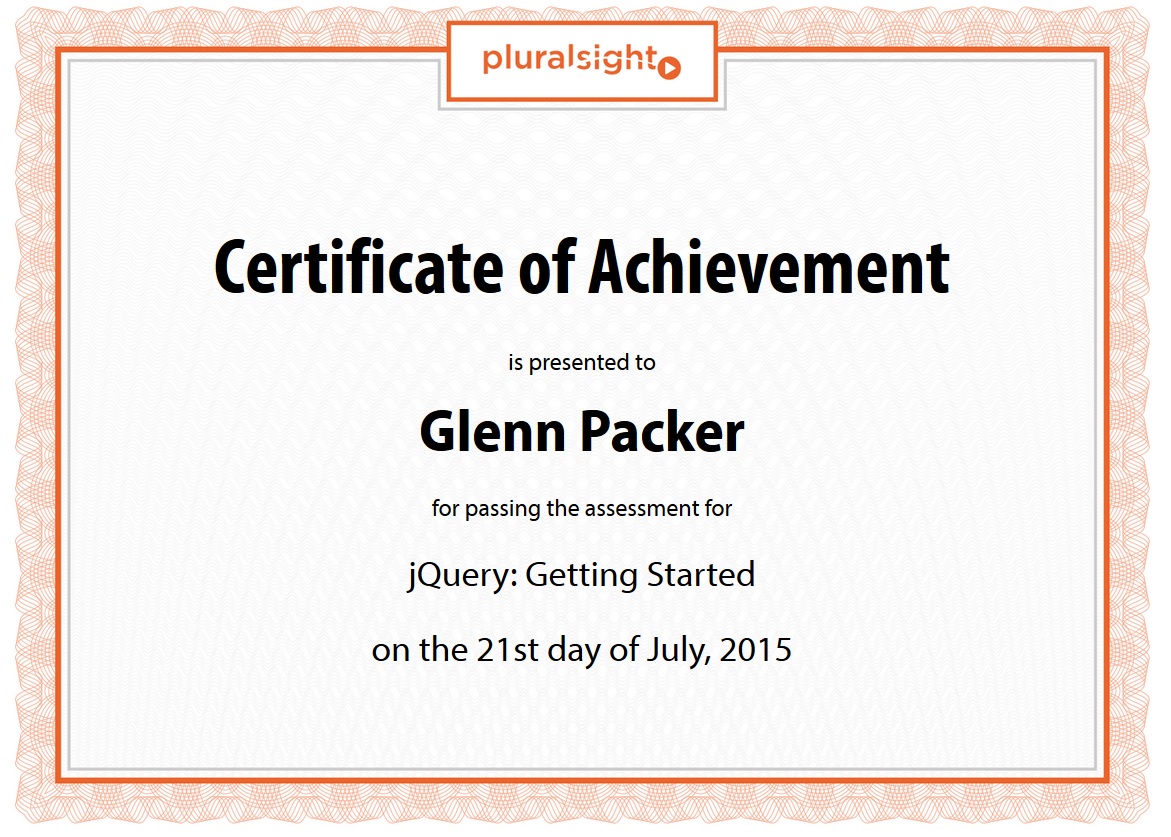 pluralsight
Certificate of Achievement
is presented to
Glenn Packer
for passing the assessment for
jQuery: Getting Started
on the 21st day of July, 2015